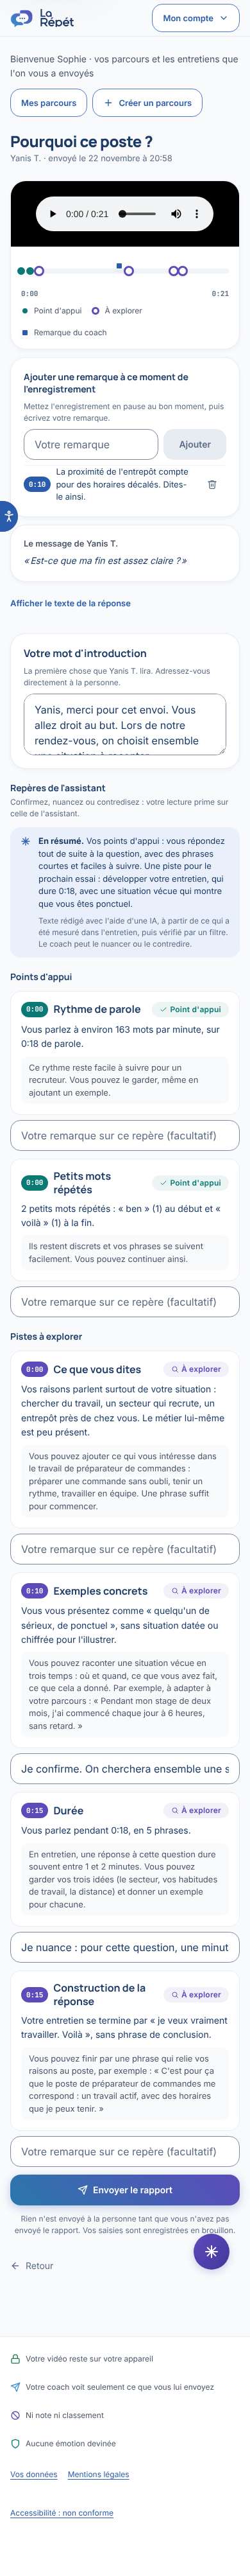 La
Répét
Mon compte
Bienvenue Sophie · vos parcours et les entretiens que
l'on vous a envoyés
Mes parcours
Créer un parcours
Pourquoi ce poste ?
Yanis T. · envoyé le 22 novembre à 20:58
0:00 / 0:21
0:00
0:21
Point d'appui
À explorer
Remarque du coach
Ajouter une remarque à ce moment de
l'enregistrement
Mettez l'enregistrement en pause au bon moment, puis
écrivez votre remarque.
Votre remarque
Ajouter
0:10
La proximité de l'entrepôt compte
pour des horaires décalés. Dites-
le ainsi.
Le message de Yanis T.
« Est-ce que ma fin est assez claire ? »
Afficher le texte de la réponse
Votre mot d'introduction
La première chose que Yanis T. lira. Adressez-vous
directement à la personne.
Yanis, merci pour cet envoi. Vous
allez droit au but. Lors de notre
rendez-vous, on choisit ensemble
Repères de l'assistant
Confirmez, nuancez ou contredisez : votre lecture prime sur
celle de l'assistant.
En résumé. Vos points d'appui : vous répondez
tout de suite à la question, avec des phrases
courtes et faciles à suivre. Une piste pour le
prochain essai : développer votre entretien, qui
dure 0:18, avec une situation vécue qui montre
que vous êtes ponctuel.
Texte rédigé avec l'aide d'une IA, à partir de ce qui a
été mesuré dans l'entretien, puis vérifié par un filtre.
Le coach peut le nuancer ou le contredire.
Points d'appui
0:00
Rythme de parole
Point d'appui
Vous parlez à environ 163 mots par minute, sur
0:18 de parole.
Ce rythme reste facile à suivre pour un
recruteur. Vous pouvez le garder, même en
ajoutant un exemple.
Votre remarque sur ce repère (facultatif)
0:00
Petits mots
répétés
Point d'appui
2 petits mots répétés : « ben » (1) au début et «
voilà » (1) à la fin.
Ils restent discrets et vos phrases se suivent
facilement. Vous pouvez continuer ainsi.
Votre remarque sur ce repère (facultatif)
Pistes à explorer
0:00
Ce que vous dites
À explorer
Vos raisons parlent surtout de votre situation :
chercher du travail, un secteur qui recrute, un
entrepôt près de chez vous. Le métier lui-même
est peu présent.
Vous pouvez ajouter ce qui vous intéresse dans
le travail de préparateur de commandes :
préparer une commande sans oubli, tenir un
rythme, travailler en équipe. Une phrase suffit
pour commencer.
Votre remarque sur ce repère (facultatif)
0:10
Exemples concrets
À explorer
Vous vous présentez comme « quelqu'un de
sérieux, de ponctuel », sans situation datée ou
chiffrée pour l'illustrer.
Vous pouvez raconter une situation vécue en
trois temps : où et quand, ce que vous avez fait,
ce que cela a donné. Par exemple, à adapter à
votre parcours : « Pendant mon stage de deux
mois, j'ai commencé chaque jour à 6 heures,
sans retard. »
Je confirme. On cherchera ensemble une s
0:15
Durée
À explorer
Vous parlez pendant 0:18, en 5 phrases.
En entretien, une réponse à cette question dure
souvent entre 1 et 2 minutes. Vous pouvez
garder vos trois idées (le secteur, vos habitudes
de travail, la distance) et donner un exemple
pour chacune.
Je nuance : pour cette question, une minut
0:15
Construction de la
réponse
À explorer
Votre entretien se termine par « je veux vraiment
travailler. Voilà », sans phrase de conclusion.
Vous pouvez finir par une phrase qui relie vos
raisons au poste, par exemple : « C'est pour ça
que le poste de préparateur de commandes me
correspond : un travail actif, avec des horaires
que je peux tenir. »
Votre remarque sur ce repère (facultatif)
Envoyer le rapport
Rien n'est envoyé à la personne tant que vous n'avez pas
envoyé le rapport. Vos saisies sont enregistrées en brouillon.
Retour
Votre vidéo reste sur votre appareil
Votre coach voit seulement ce que vous lui envoyez
Ni note ni classement
Aucune émotion devinée
Vos données
Mentions légales
Accessibilité : non conforme